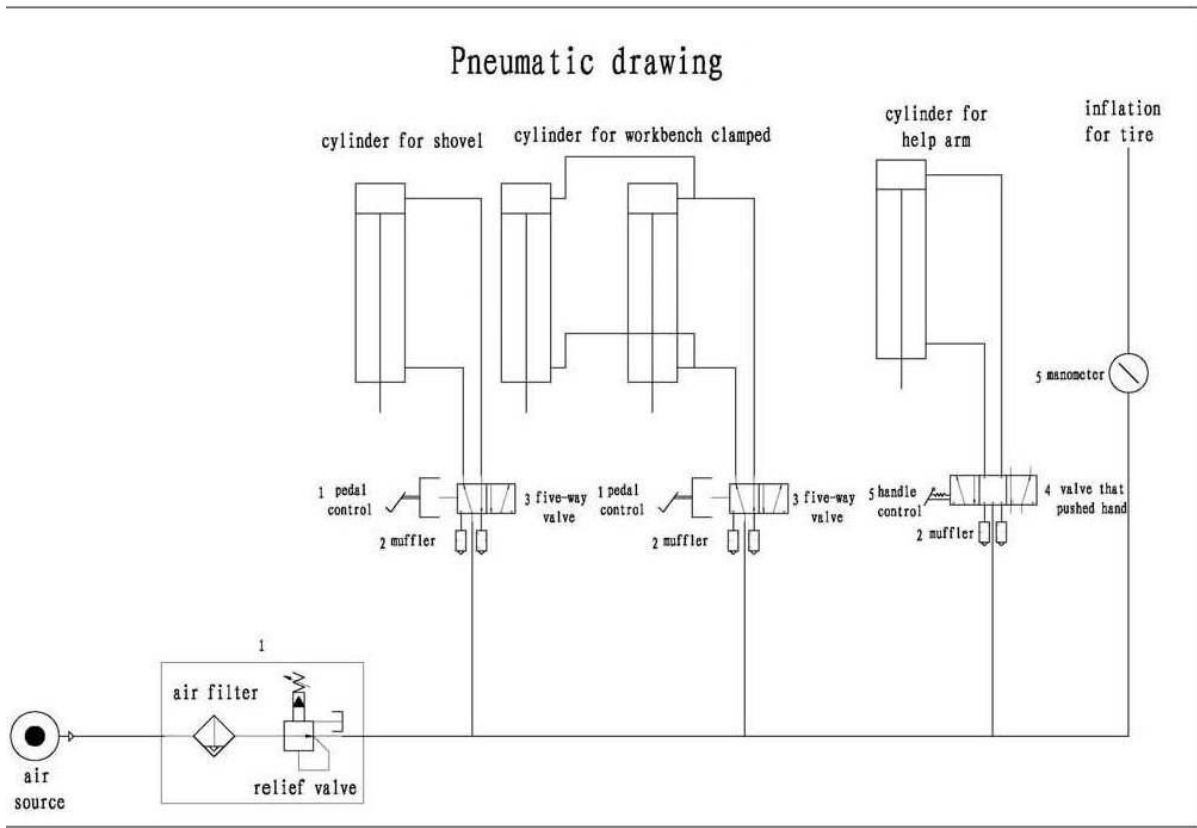 Pneumatic drawing
cylinder for shovel
cylinder for workbench clamped
cylinder for
help arm
inflation
for tire
5 manometer
1 pedal
control
3 five-way
valve
2 muffler
1 pedal
control
3 five-way
valve
2 muffler
5 handle
control
4 valve that
pushed hand
2 muffler
1
air filter
relief valve
air
source